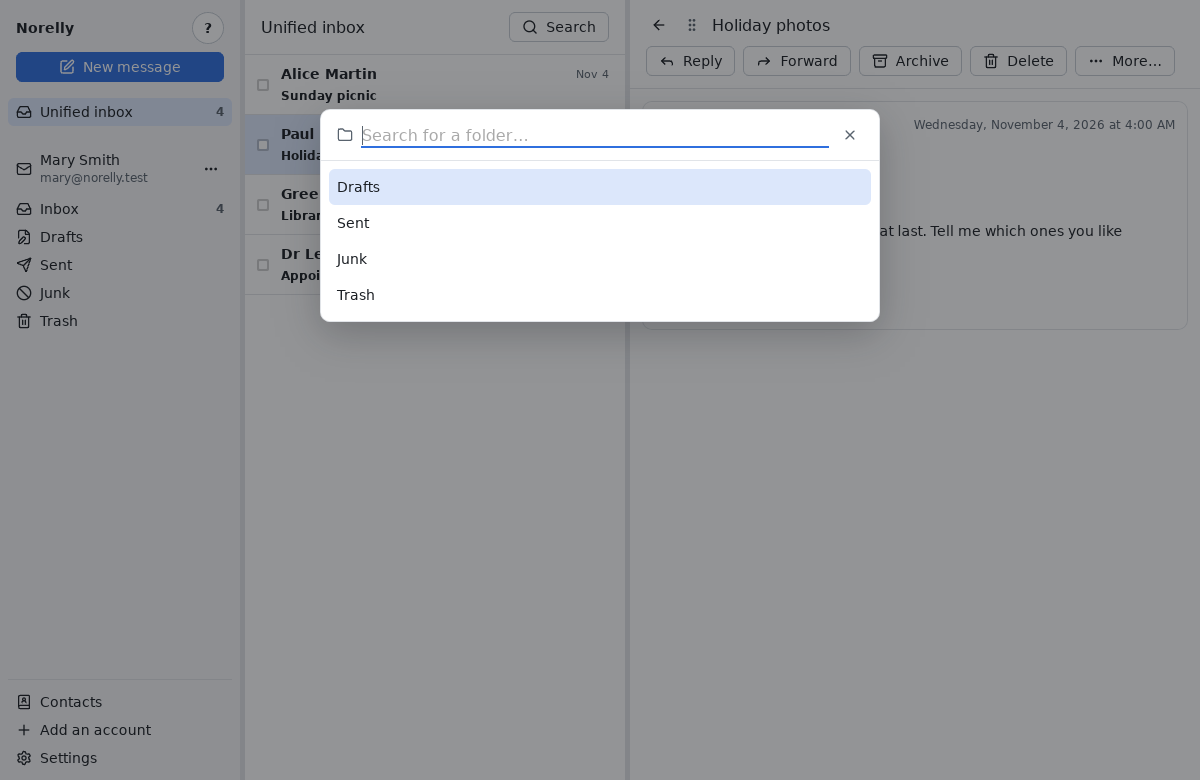 Norelly
?
New message
Unified inbox
4
Mary Smith
mary@norelly.test
Inbox
4
Drafts
Sent
Junk
Trash
Contacts
Add an account
Settings
Unified inbox
Search
Alice Martin
Nov 4
Sunday picnic
Paul
Search for a folder…
Drafts
Sent
Junk
Trash
Holiday photos
Reply
Forward
Archive
Delete
More…
Wednesday, November 4, 2026 at 4:00 AM
at last. Tell me which ones you like